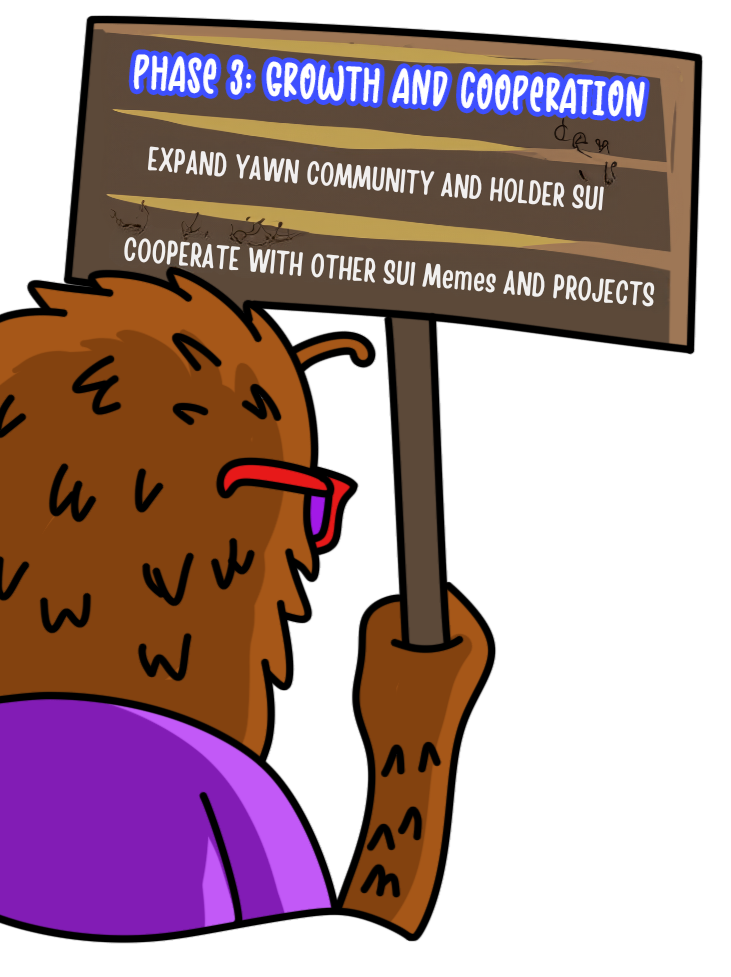 PHASe 3: GROWTH AND COOPeRATION
EXPAND YAWN COMMUNITY AND HOLDER SUI
COOPERATE WITH OTHER SUI Memes AND PROJECTS